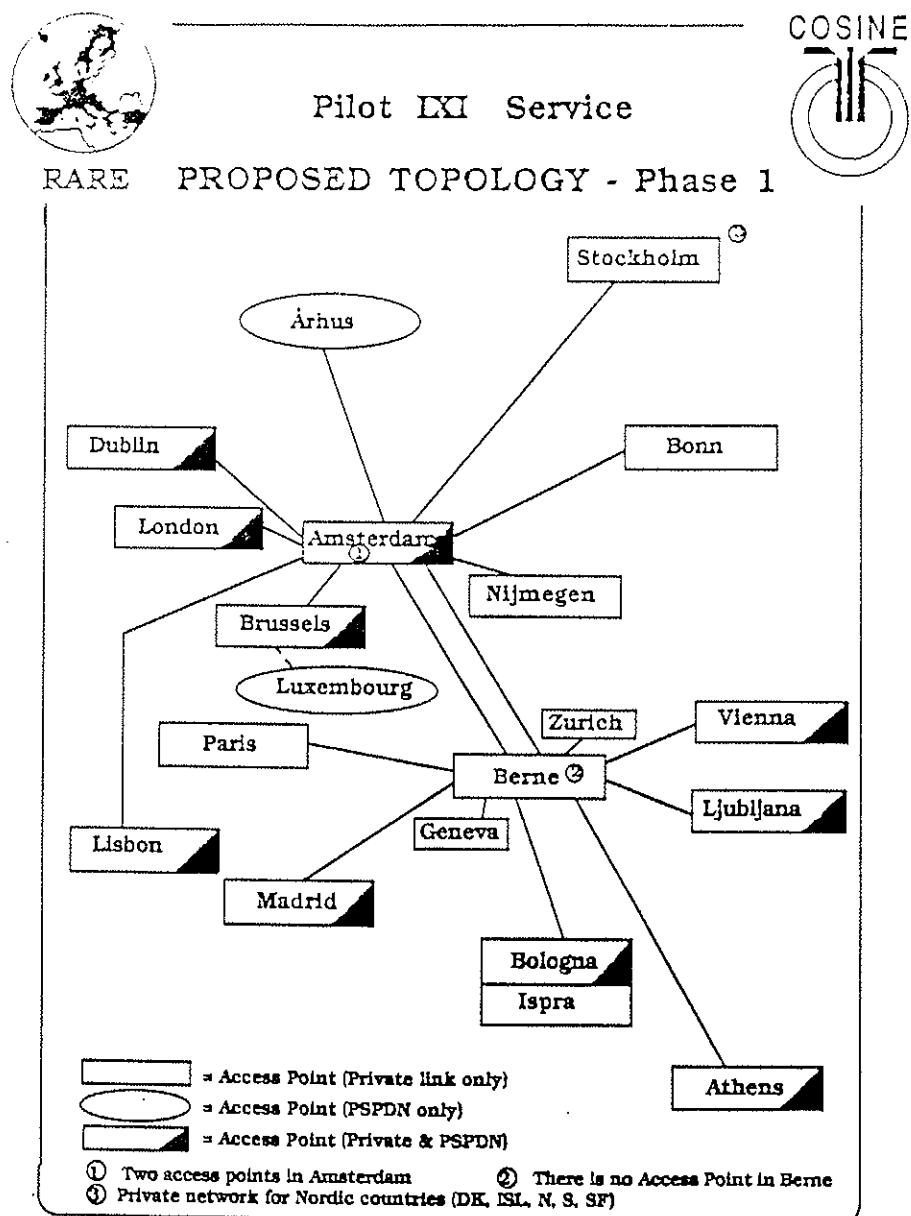 COSINE
Pilot IXI Service
RARE PROPOSED TOPOLOGY - Phase 1
Stockholm ③
Århus
Dublin
Bonn
London
Amsterdam
①
Nijmegen
Brussels
Luxembourg
Zurich
Vienna
Paris
Berne ②
Ljubljana
Geneva
Lisbon
Madrid
Bologna
Ispra
Athens
= Access Point (Private link only)
= Access Point (PSPDN only)
= Access Point (Private & PSPDN)
① Two access points in Amsterdam ② There is no Access Point in Berne
③ Private network for Nordic countries (DK, ISL, N, S, SF)